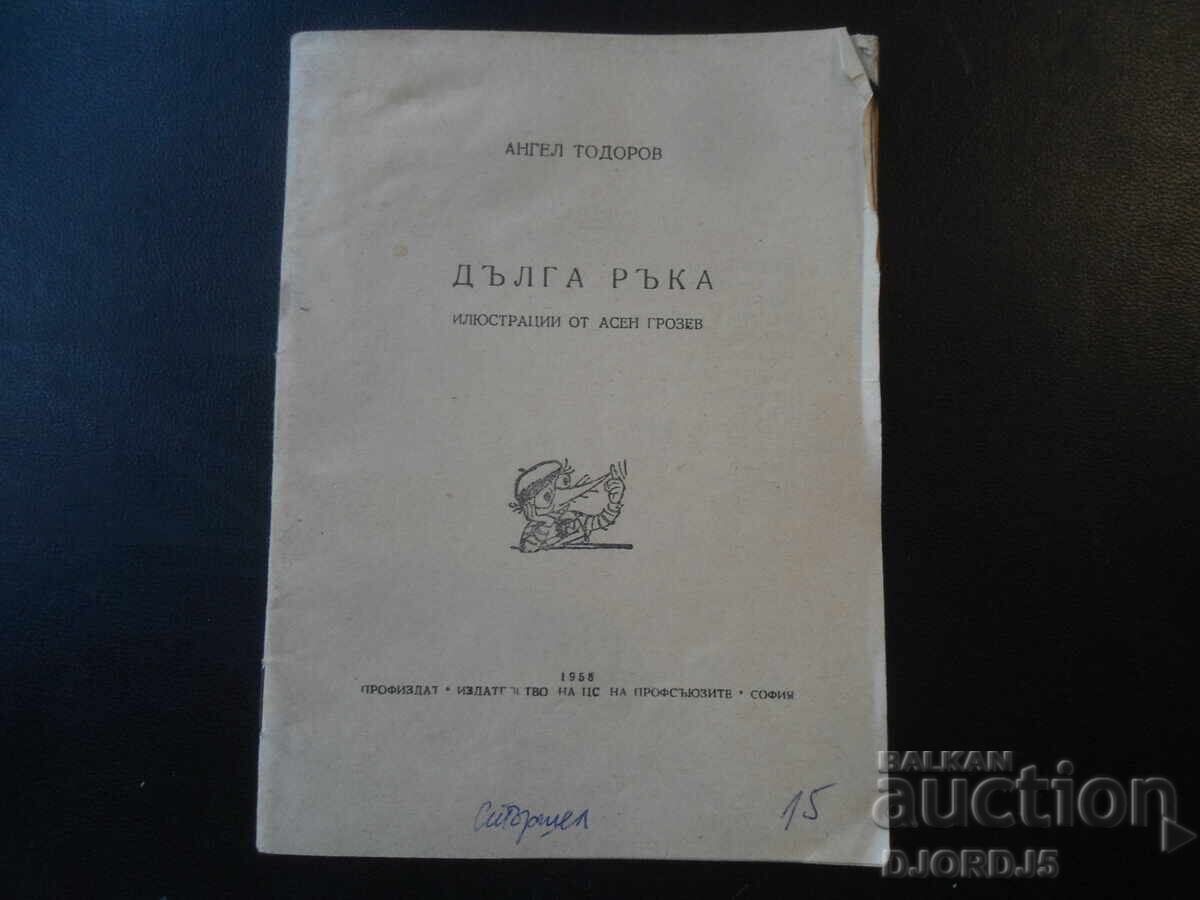 АНГЕЛ ТОДОРОВ
ДЪЛГА РЪКА
ИЛЮСТРАЦИИ ОТ АСЕН ГРОЗЕВ
1958
ПРОФИЗДАТ • ИЗДАТЕЛСТВО НА ЦС НА ПРОФСЪЮЗИТЕ • СОФИЯ
15
BALKAN
auction
DJORDJ5